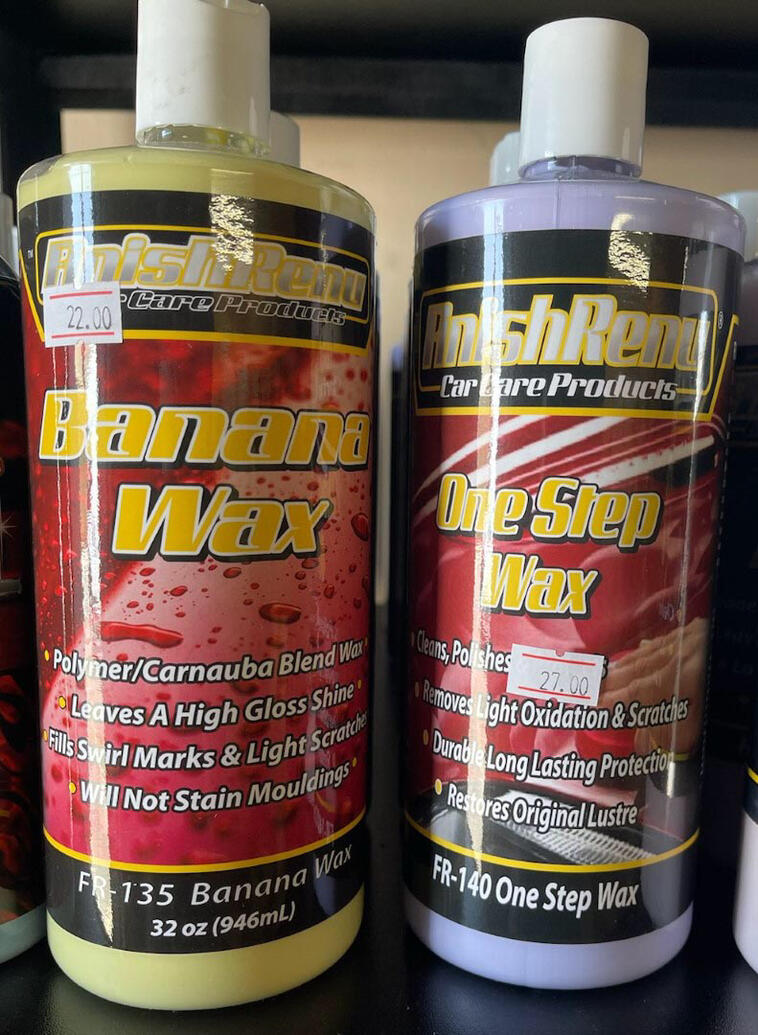 AnishRenu
Car Care Products
22.00
Banana
Wax
• Polymer/Carnauba Blend Wax •
• Leaves A High Gloss Shine •
• Fills Swirl Marks & Light Scratches
• Will Not Stain Mouldings •
FR-135 Banana Wax
32 oz (946mL)
AnishRenu®
Car Care Products
One Step
Wax
• Cleans, Polishes
27.00
• Removes Light Oxidation & Scratches
• Durable Long Lasting Protection
• Restores Original Lustre
FR-140 One Step Wax